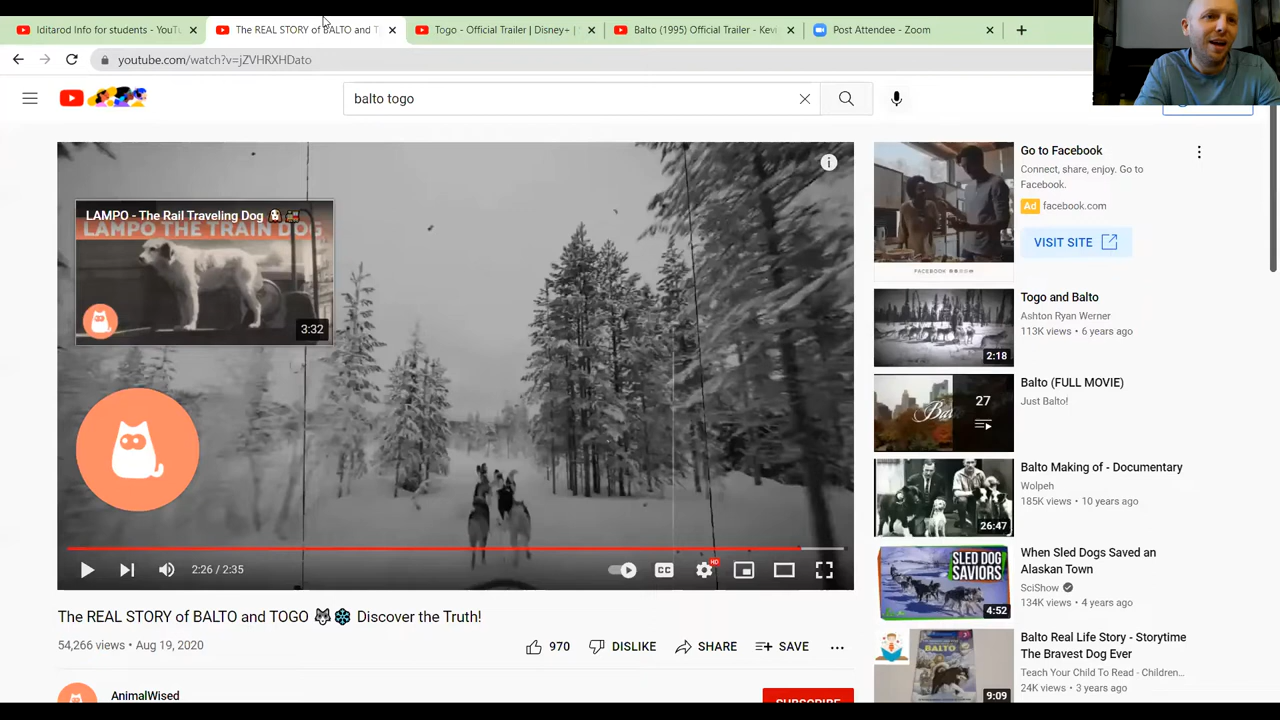 Iditarod Info for students - YouTu
The REAL STORY of BALTO and T
Togo - Official Trailer | Disney+ |
Balto (1995) Official Trailer - Kevi
Post Attendee - Zoom
youtube.com/watch?v=jZVHRXHDato
balto togo
LAMPO - The Rail Traveling Dog
LAMPO THE TRAIN DOG
3:32
2:26 / 2:35
CC
HD
The REAL STORY of BALTO and TOGO Discover the Truth!
54,266 views • Aug 19, 2020
970
DISLIKE
SHARE
SAVE
AnimalWised
SUBSCRIBE
Go to Facebook
Connect, share, enjoy. Go to
Facebook.
Ad facebook.com
VISIT SITE
FACEBOOK
Togo and Balto
Ashton Ryan Werner
113K views • 6 years ago
2:18
Balto (FULL MOVIE)
Just Balto!
27
Balto Making of - Documentary
Wolpeh
185K views • 10 years ago
26:47
When Sled Dogs Saved an
Alaskan Town
SciShow
134K views • 4 years ago
SLED DOG
SAVIORS
4:52
Balto Real Life Story - Storytime
The Bravest Dog Ever
Teach Your Child To Read - Children...
24K views • 3 years ago
BALTO
9:09